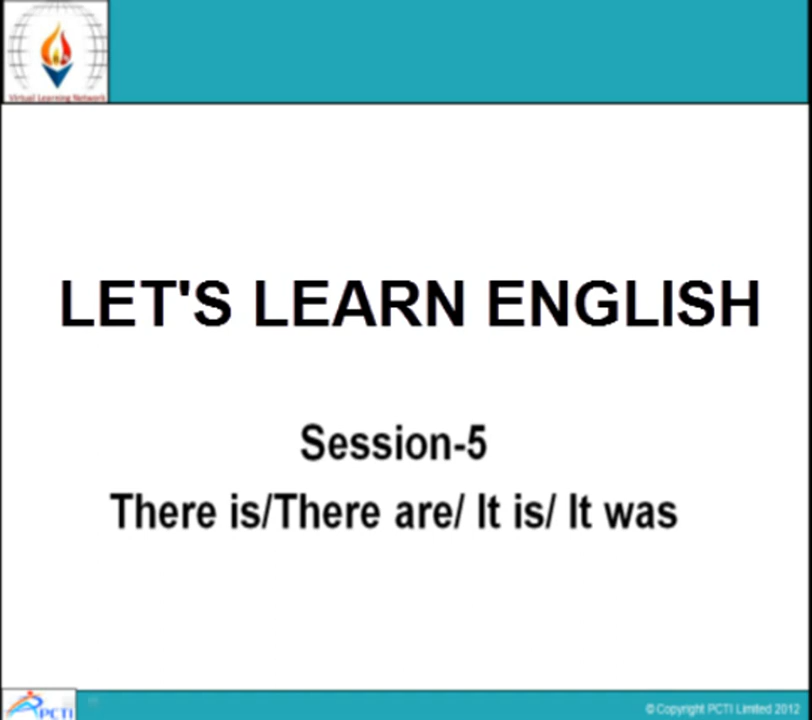 Virtual Learning Network
LET'S LEARN ENGLISH
Session-5
There is/There are/ It is/ It was
PCTI
© Copyright PCTI Limited 2012